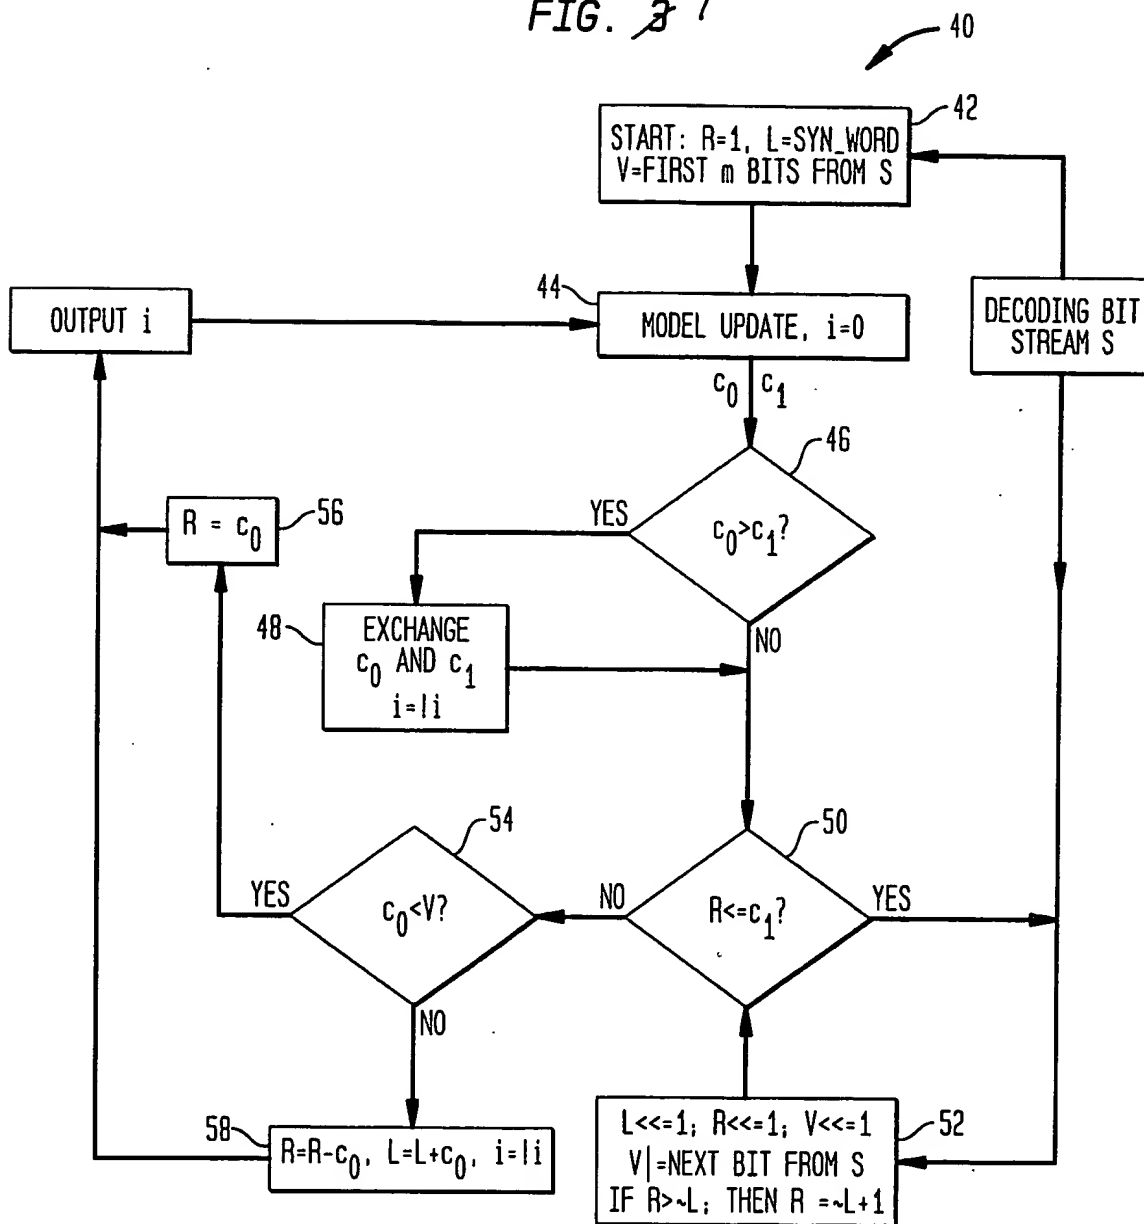 FIG. 3 1
40
42
START: R=1, L=SYN_WORD
V=FIRST m BITS FROM S
44
MODEL UPDATE, i=0
OUTPUT i
DECODING BIT
STREAM S
c0 c1
46
YES
c0>c1?
NO
R = c0
56
48
EXCHANGE
c0 AND c1
i=!i
54
YES
c0<V?
NO
50
NO
R<=c1?
YES
58
R=R-c0, L=L+c0, i=!i
52
L<<=1; R<<=1; V<<=1
V|=NEXT BIT FROM S
IF R>~L; THEN R =~L+1